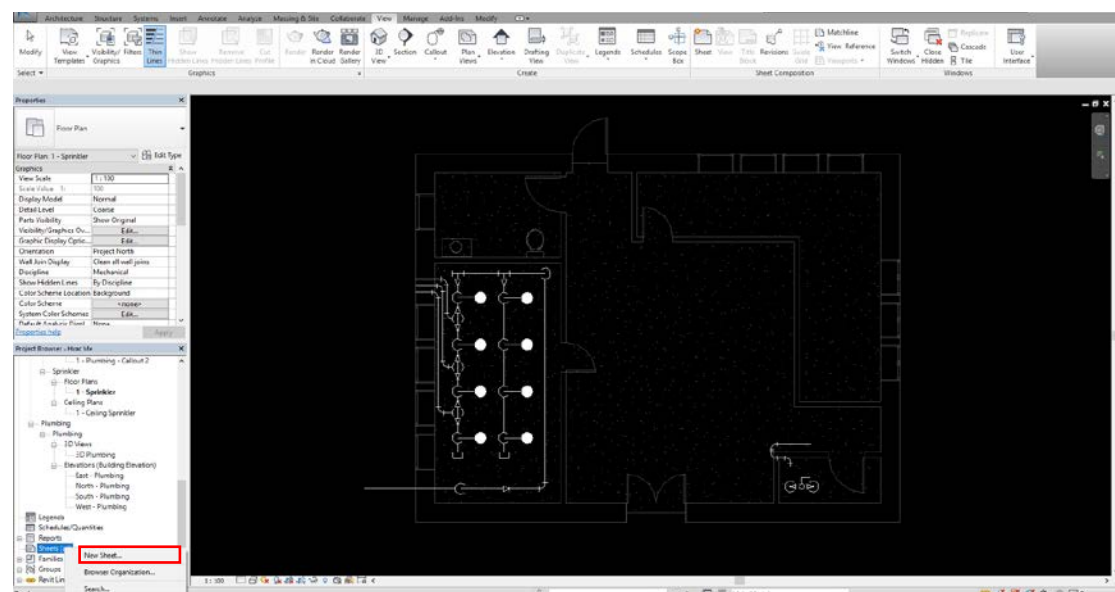 Architecture Structure Systems Insert Annotate Analyze Massing & Site Collaborate View Manage Add-Ins Modify
Modify View Templates Visibility/ Graphics Filters Thin Lines Show Hidden Lines Remove Hidden Lines Cut Profile Render Render in Cloud Render Gallery 3D View Section Callout Plan Views Elevation Drafting View Duplicate View Legends Schedules Scope Box Sheet View Title Block Revisions Guide Grid Matchline View Reference Viewports Switch Windows Close Hidden Replicate Cascade Tile User Interface
Select Graphics Create Sheet Composition Windows
Properties
Floor Plan
Floor Plan: 1 - Sprinkler Edit Type
Graphics
View Scale 1 : 100
Scale Value 1: 100
Display Model Normal
Detail Level Coarse
Parts Visibility Show Original
Visibility/Graphics Ov... Edit...
Graphic Display Optio... Edit...
Orientation Project North
Wall Join Display Clean all wall joins
Discipline Mechanical
Show Hidden Lines By Discipline
Color Scheme Location Background
Color Scheme <none>
System Color Schemes Edit...
None
Properties help Apply
Project Browser -
1 - Plumbing - Callout 2
Sprinkler
Floor Plans
1 - Sprinkler
Ceiling Plans
1 - Ceiling Sprinkler
Plumbing
Plumbing
3D Views
3D Plumbing
Elevations (Building Elevation)
East - Plumbing
North - Plumbing
South - Plumbing
West - Plumbing
Legends
Schedules/Quantities
Reports
Sheets
Families
Groups
Revit Lin
New Sheet...
Browser Organization...
Search...
1 : 100